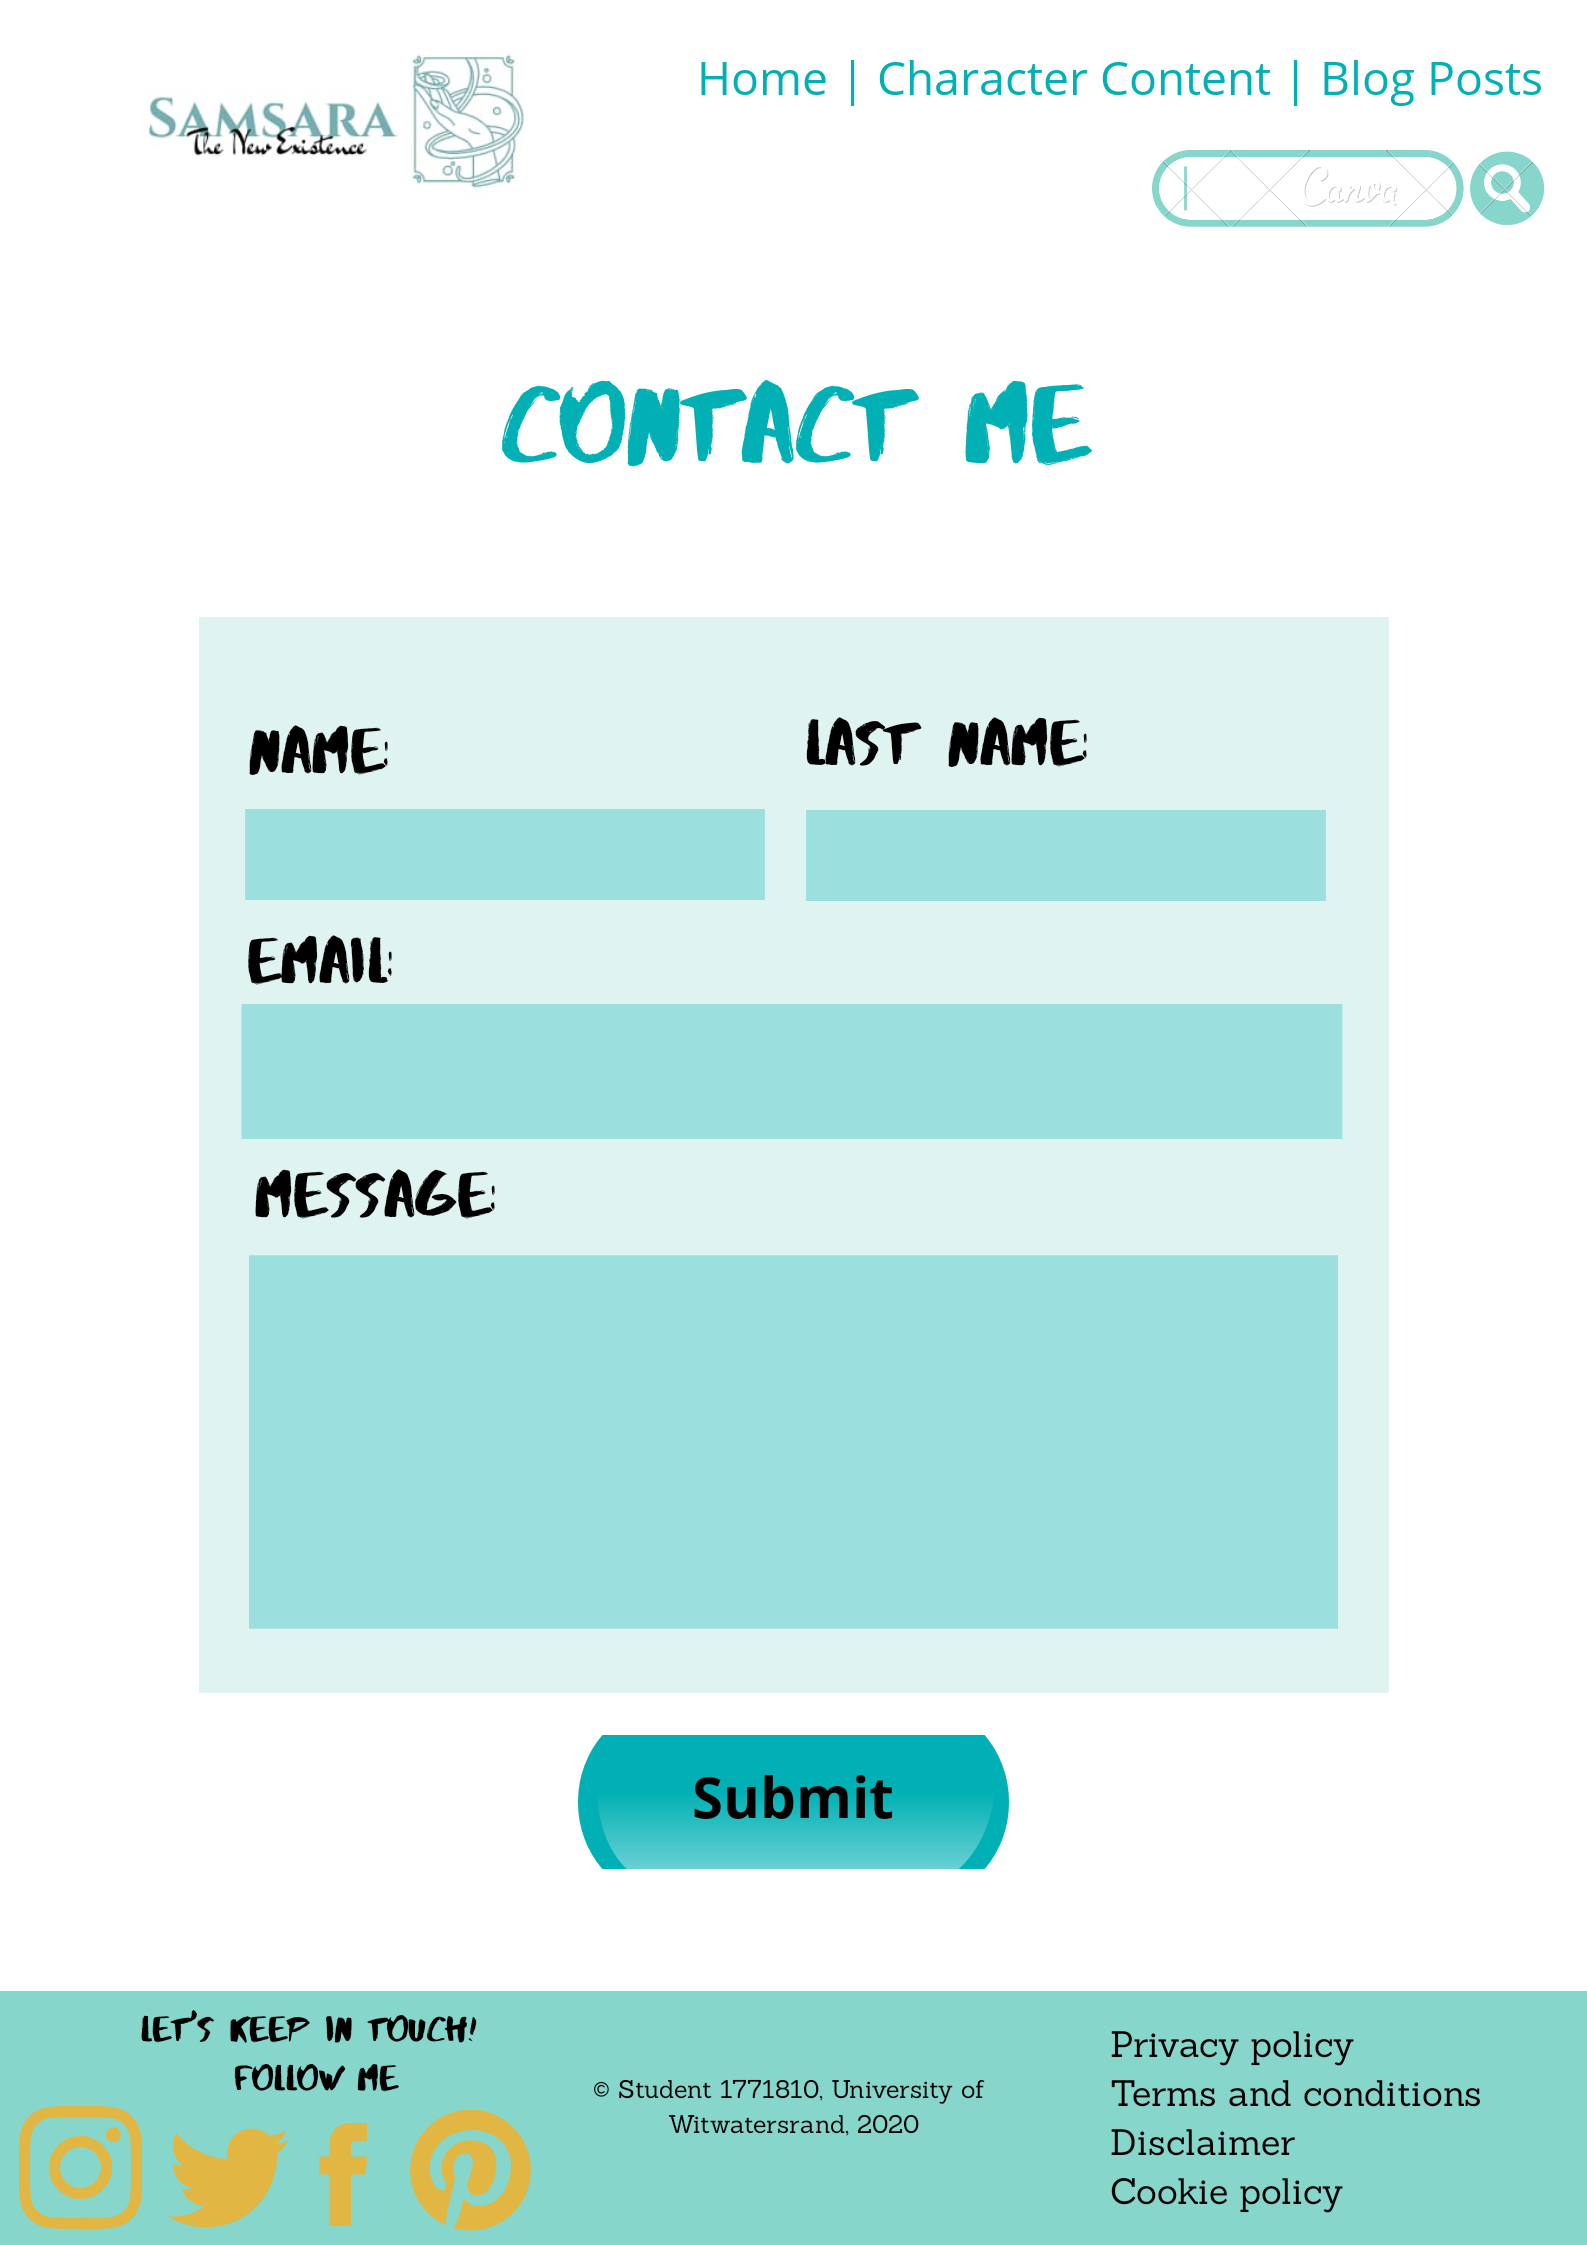 SAMSARA
The New Existence
Home | Character Content | Blog Posts
Canva
CONTACT ME
NAME:
LAST NAME:
EMAIL:
MESSAGE:
Submit
LET'S KEEP IN TOUCH!
FOLLOW ME
© Student 1771810, University of
Witwatersrand, 2020
Privacy policy
Terms and conditions
Disclaimer
Cookie policy